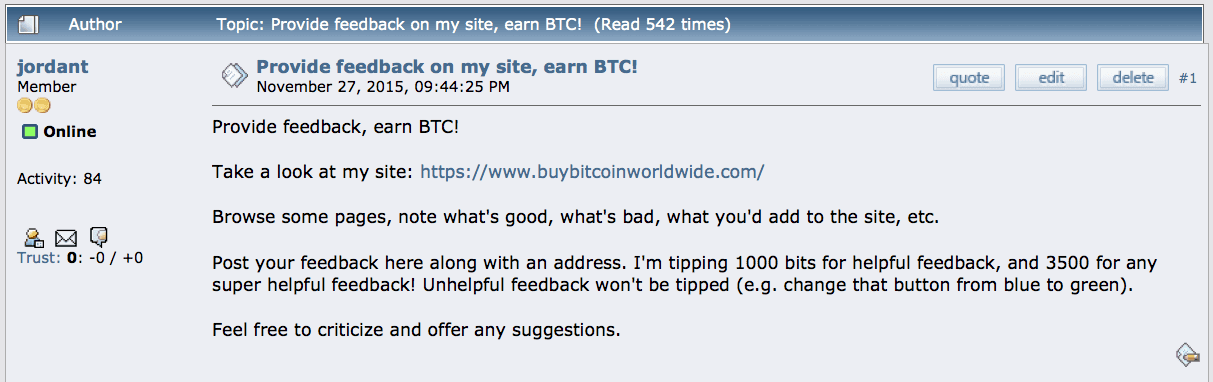 Author Topic: Provide feedback on my site, earn BTC! (Read 542 times)
jordant
Member
Online
Activity: 84
Trust: 0: -0 / +0
Provide feedback on my site, earn BTC!
November 27, 2015, 09:44:25 PM
quote edit delete #1
Provide feedback, earn BTC!
Take a look at my site: https://www.buybitcoinworldwide.com/
Browse some pages, note what's good, what's bad, what you'd add to the site, etc.
Post your feedback here along with an address. I'm tipping 1000 bits for helpful feedback, and 3500 for any
super helpful feedback! Unhelpful feedback won't be tipped (e.g. change that button from blue to green).
Feel free to criticize and offer any suggestions.